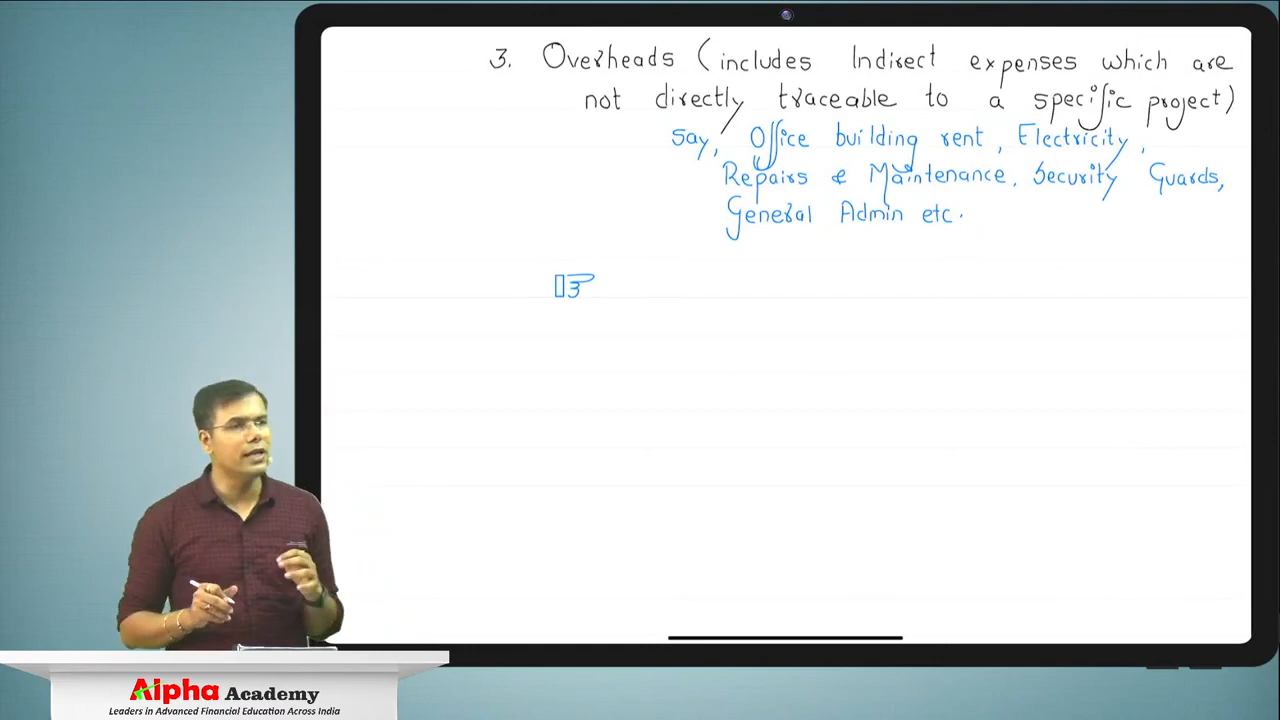 3. Overheads (includes Indirect expenses which are
not directly traceable to a specific project)
Say, Office building rent, Electricity,
Repairs & Maintenance, Security Guards,
General Admin etc.
Alpha Academy
Leaders in Advanced Financial Education Across India